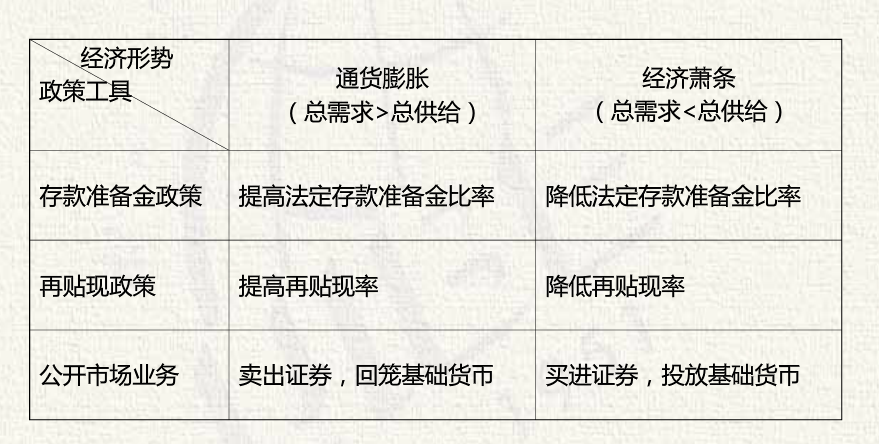 经济形势
政策工具
通货膨胀
（总需求>总供给）
经济萧条
（总需求<总供给）
存款准备金政策
提高法定存款准备金比率
降低法定存款准备金比率
再贴现政策
提高再贴现率
降低再贴现率
公开市场业务
卖出证券，回笼基础货币
买进证券，投放基础货币